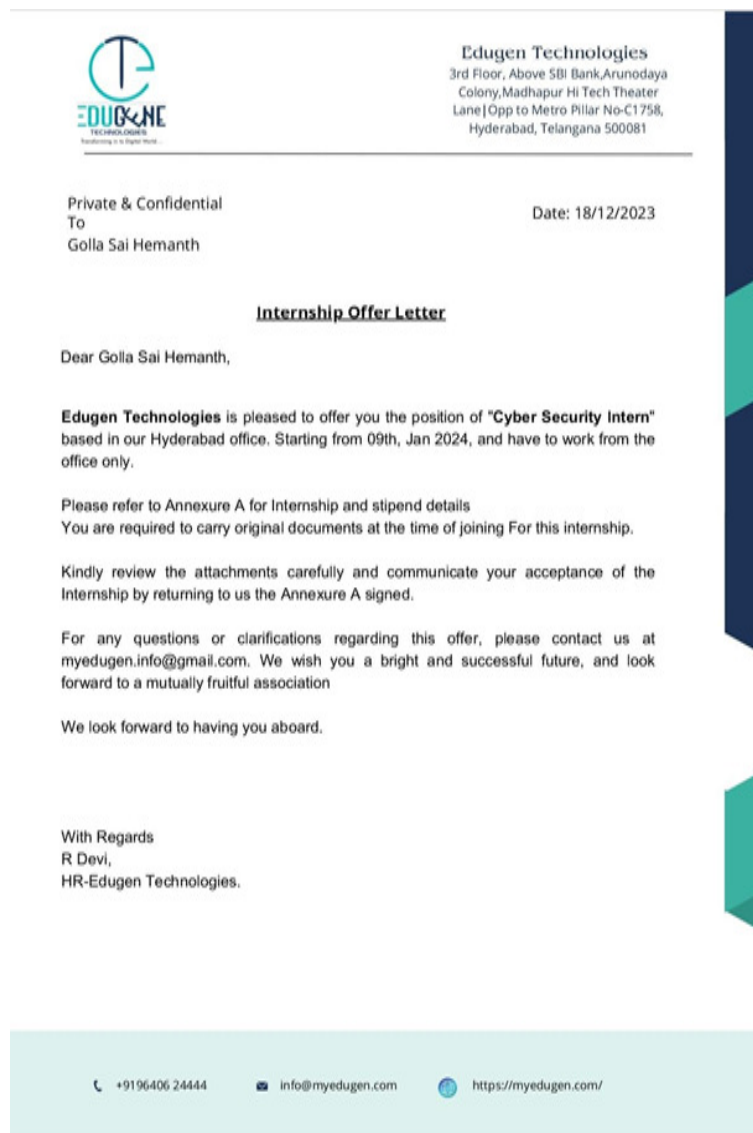 EDUGENE
TECHNOLOGIES
Transforming in to Digital World...
Edugen Technologies
3rd Floor, Above SBI Bank,Arunodaya
Colony,Madhapur Hi Tech Theater
Lane|Opp to Metro Pillar No-C1758,
Hyderabad, Telangana 500081
Private & Confidential
To
Golla Sai Hemanth
Date: 18/12/2023
Internship Offer Letter
Dear Golla Sai Hemanth,
Edugen Technologies is pleased to offer you the position of "Cyber Security Intern"
based in our Hyderabad office. Starting from 09th, Jan 2024, and have to work from the
office only.
Please refer to Annexure A for Internship and stipend details
You are required to carry original documents at the time of joining For this internship.
Kindly review the attachments carefully and communicate your acceptance of the
Internship by returning to us the Annexure A signed.
For any questions or clarifications regarding this offer, please contact us at
myedugen.info@gmail.com. We wish you a bright and successful future, and look
forward to a mutually fruitful association
We look forward to having you aboard.
With Regards
R Devi,
HR-Edugen Technologies.
+9196406 24444
info@myedugen.com
https://myedugen.com/